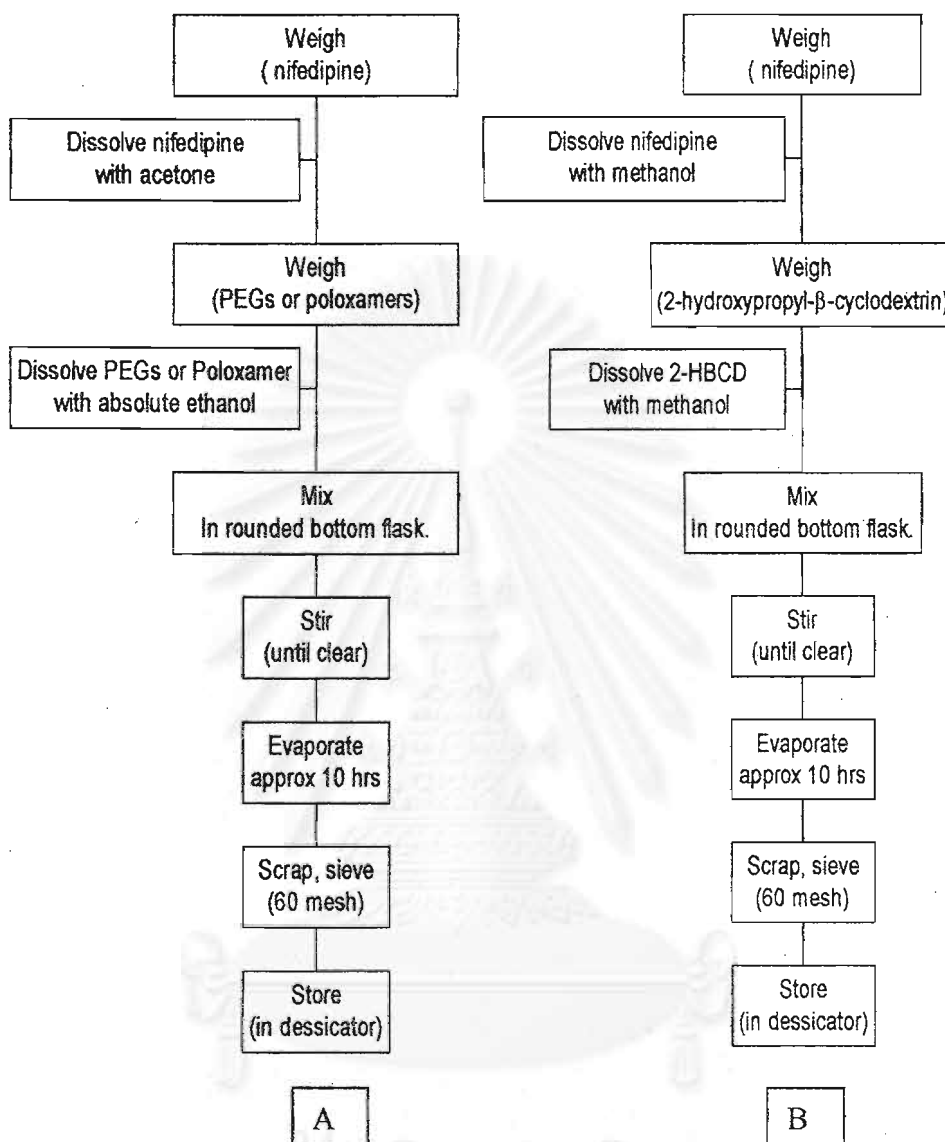 Weigh
( nifedipine)
Dissolve nifedipine
with acetone
Weigh
(PEGs or poloxamers)
Dissolve PEGs or Poloxamer
with absolute ethanol
Mix
In rounded bottom flask.
Stir
(until clear)
Evaporate
approx 10 hrs
Scrap, sieve
(60 mesh)
Store
(in dessicator)
A
Weigh
( nifedipine)
Dissolve nifedipine
with methanol
Weigh
(2-hydroxypropyl-β-cyclodextrin)
Dissolve 2-HBCD
with methanol
Mix
In rounded bottom flask.
Stir
(until clear)
Evaporate
approx 10 hrs
Scrap, sieve
(60 mesh)
Store
(in dessicator)
B